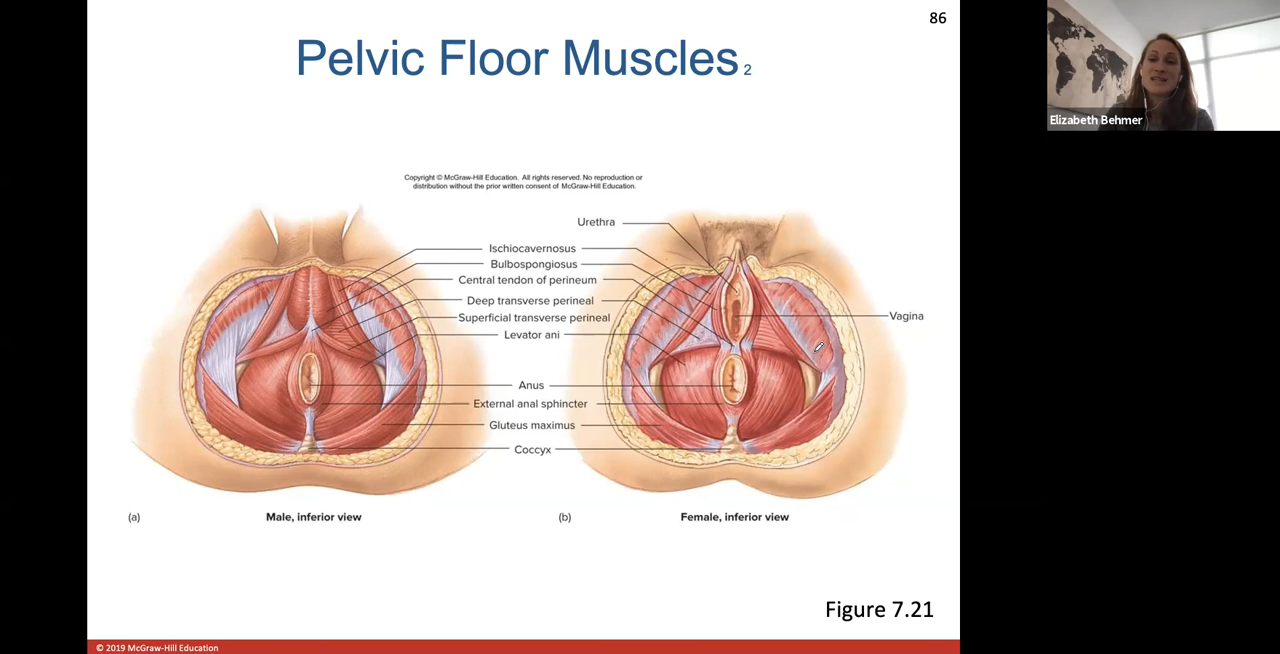 86
Pelvic Floor Muscles 2
Elizabeth Behmer
Copyright © McGraw-Hill Education. All rights reserved. No reproduction or
distribution without the prior written consent of McGraw-Hill Education.
Urethra
Ischiocavernosus
Bulbospongiosus
Central tendon of perineum
Deep transverse perineal
Superficial transverse perineal
Vagina
Levator ani
Anus
External anal sphincter
Gluteus maximus
Coccyx
(a)
Male, inferior view
(b)
Female, inferior view
Figure 7.21
© 2019 McGraw-Hill Education